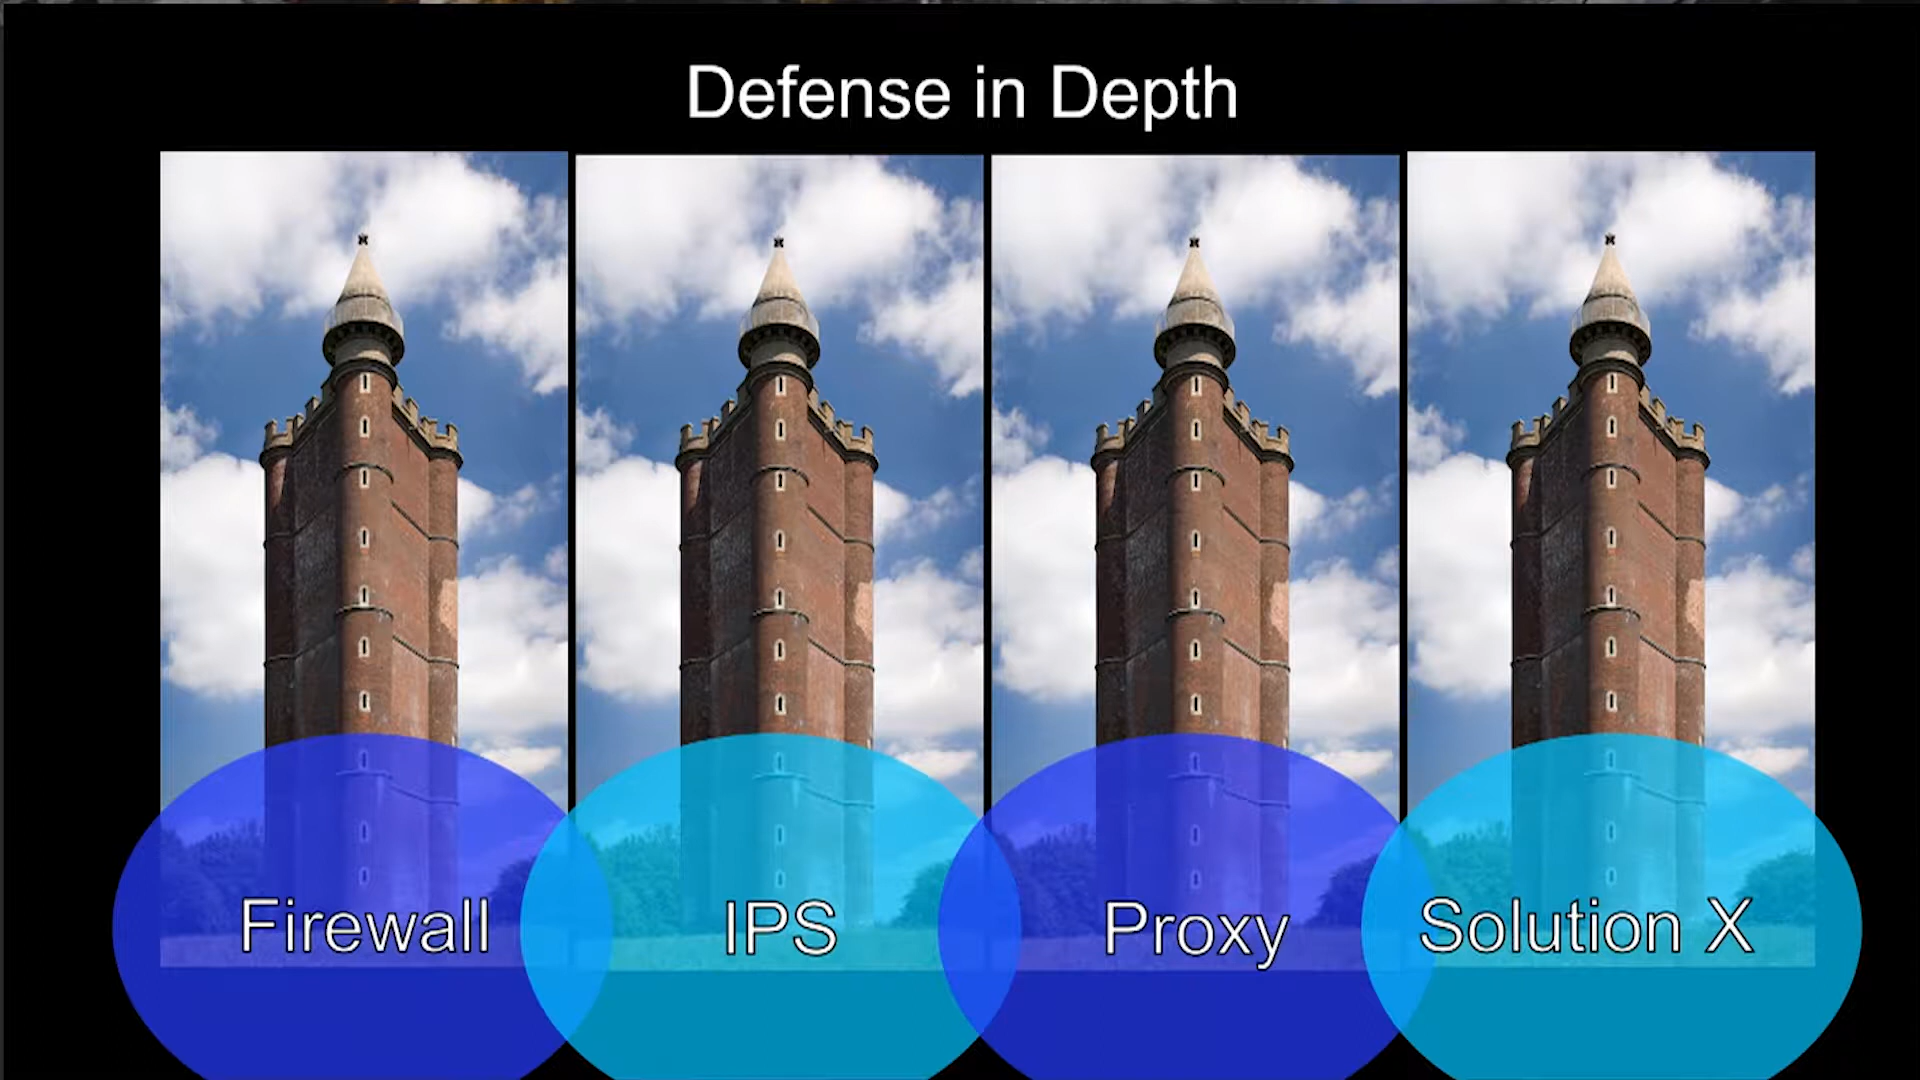 Defense in Depth
Firewall
IPS
Proxy
Solution X